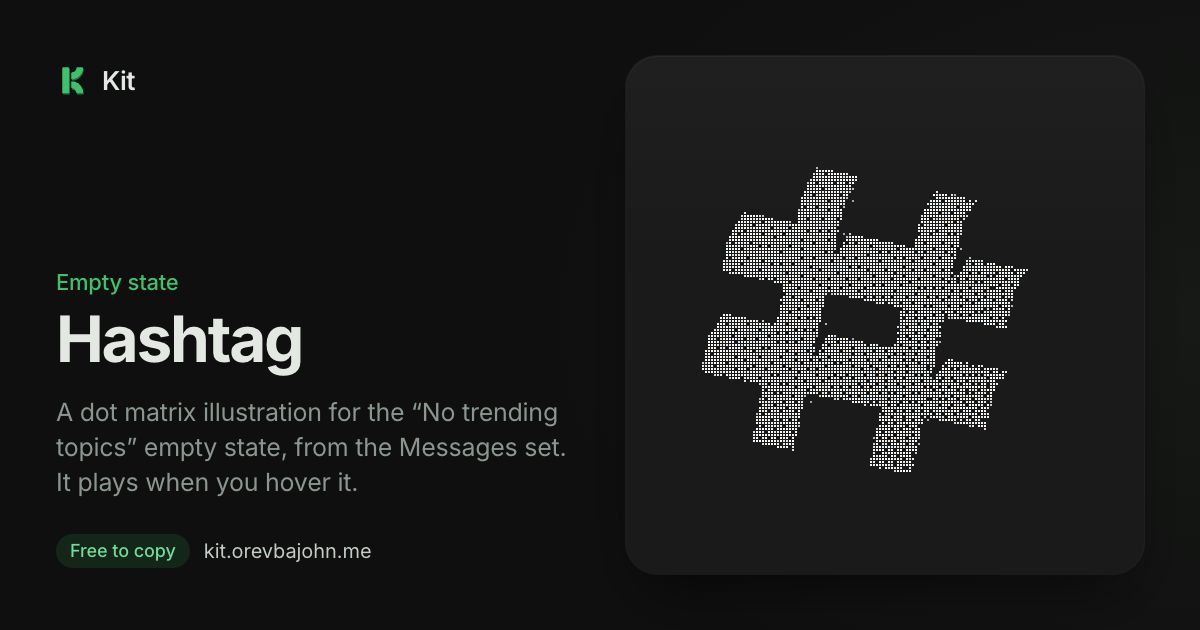 Kit
Empty state
Hashtag
A dot matrix illustration for the “No trending
topics” empty state, from the Messages set.
It plays when you hover it.
Free to copy
kit.orevbajohn.me